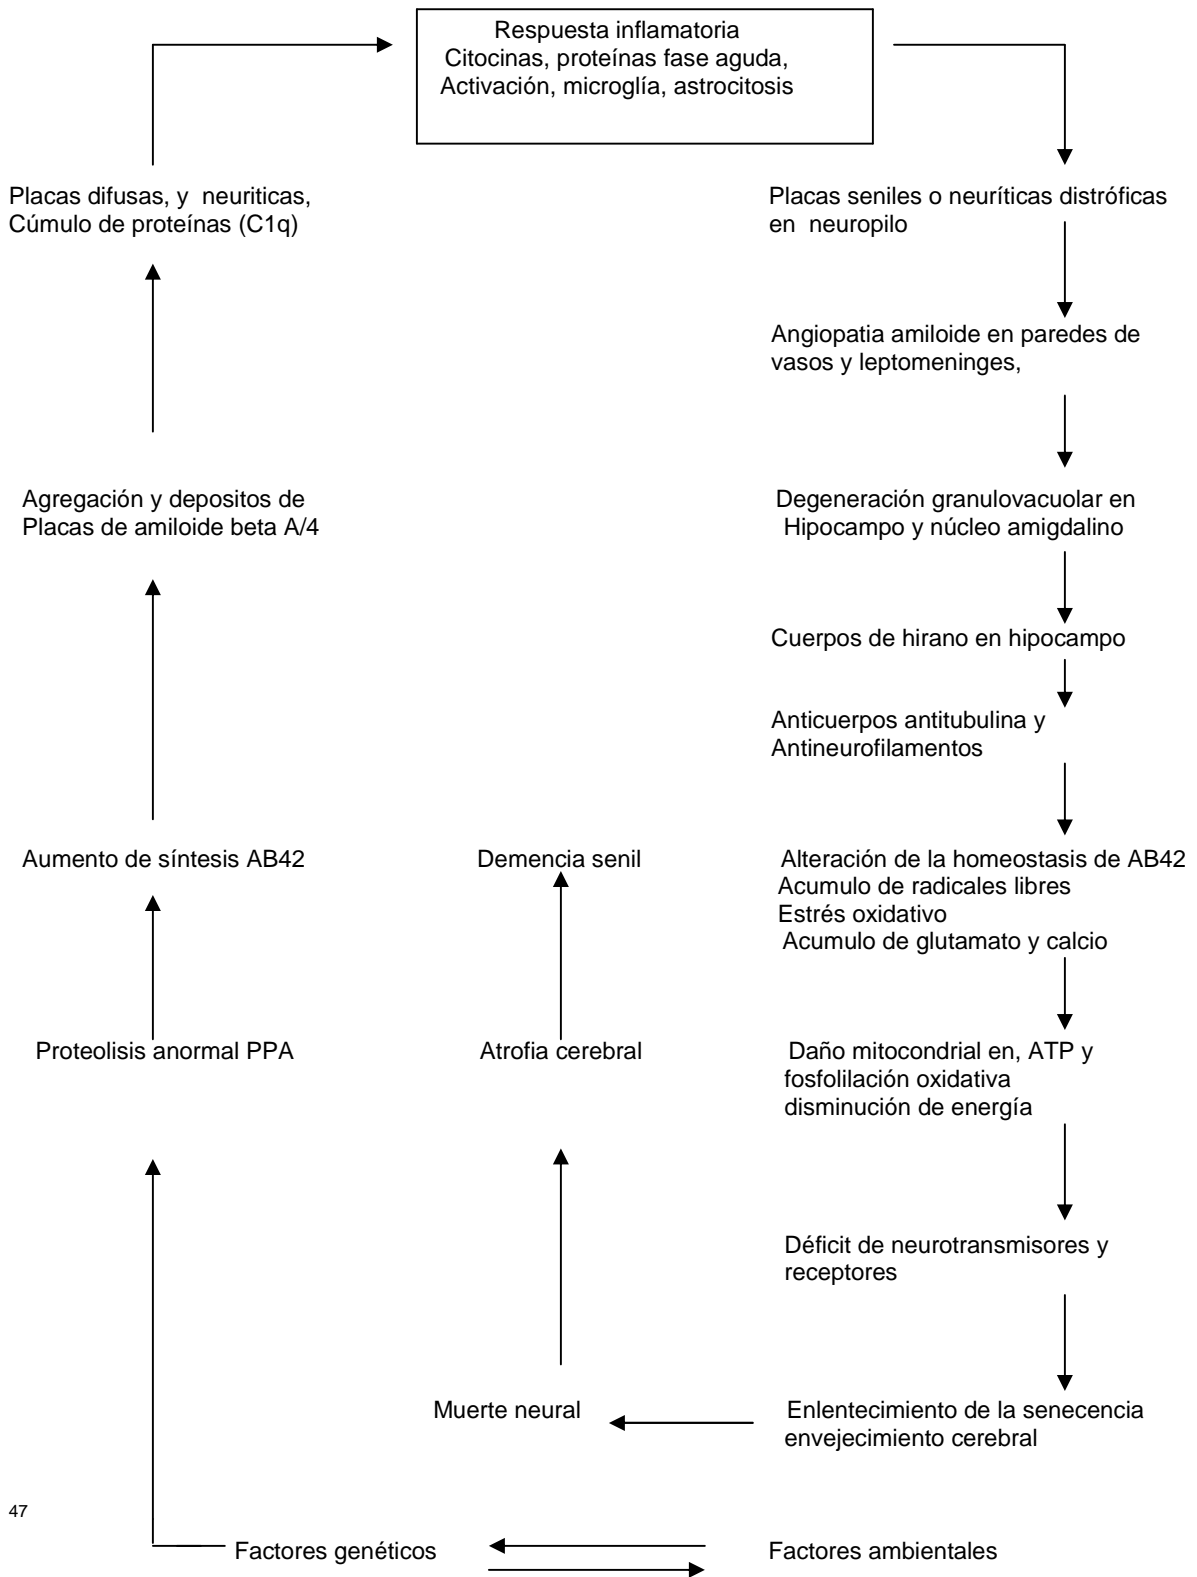 Respuesta inflamatoria
Citocinas, proteínas fase aguda,
Activación, microglía, astrocitosis
Placas difusas, y neuriticas,
Cúmulo de proteínas (C1q)
Placas seniles o neuríticas distróficas
en neuropilo
Angiopatia amiloide en paredes de
vasos y leptomeninges,
Agregación y depositos de
Placas de amiloide beta A/4
Degeneración granulovacuolar en
Hipocampo y núcleo amigdalino
Cuerpos de hirano en hipocampo
Anticuerpos antitubulina y
Antineurofilamentos
Aumento de síntesis AB42
Demencia senil
Alteración de la homeostasis de AB42
Acumulo de radicales libres
Estrés oxidativo
Acumulo de glutamato y calcio
Proteolisis anormal PPA
Atrofia cerebral
Daño mitocondrial en, ATP y
fosfolilación oxidativa
disminución de energía
Déficit de neurotransmisores y
receptores
Muerte neural
Enlentecimiento de la senecencia
envejecimiento cerebral
47
Factores genéticos
Factores ambientales